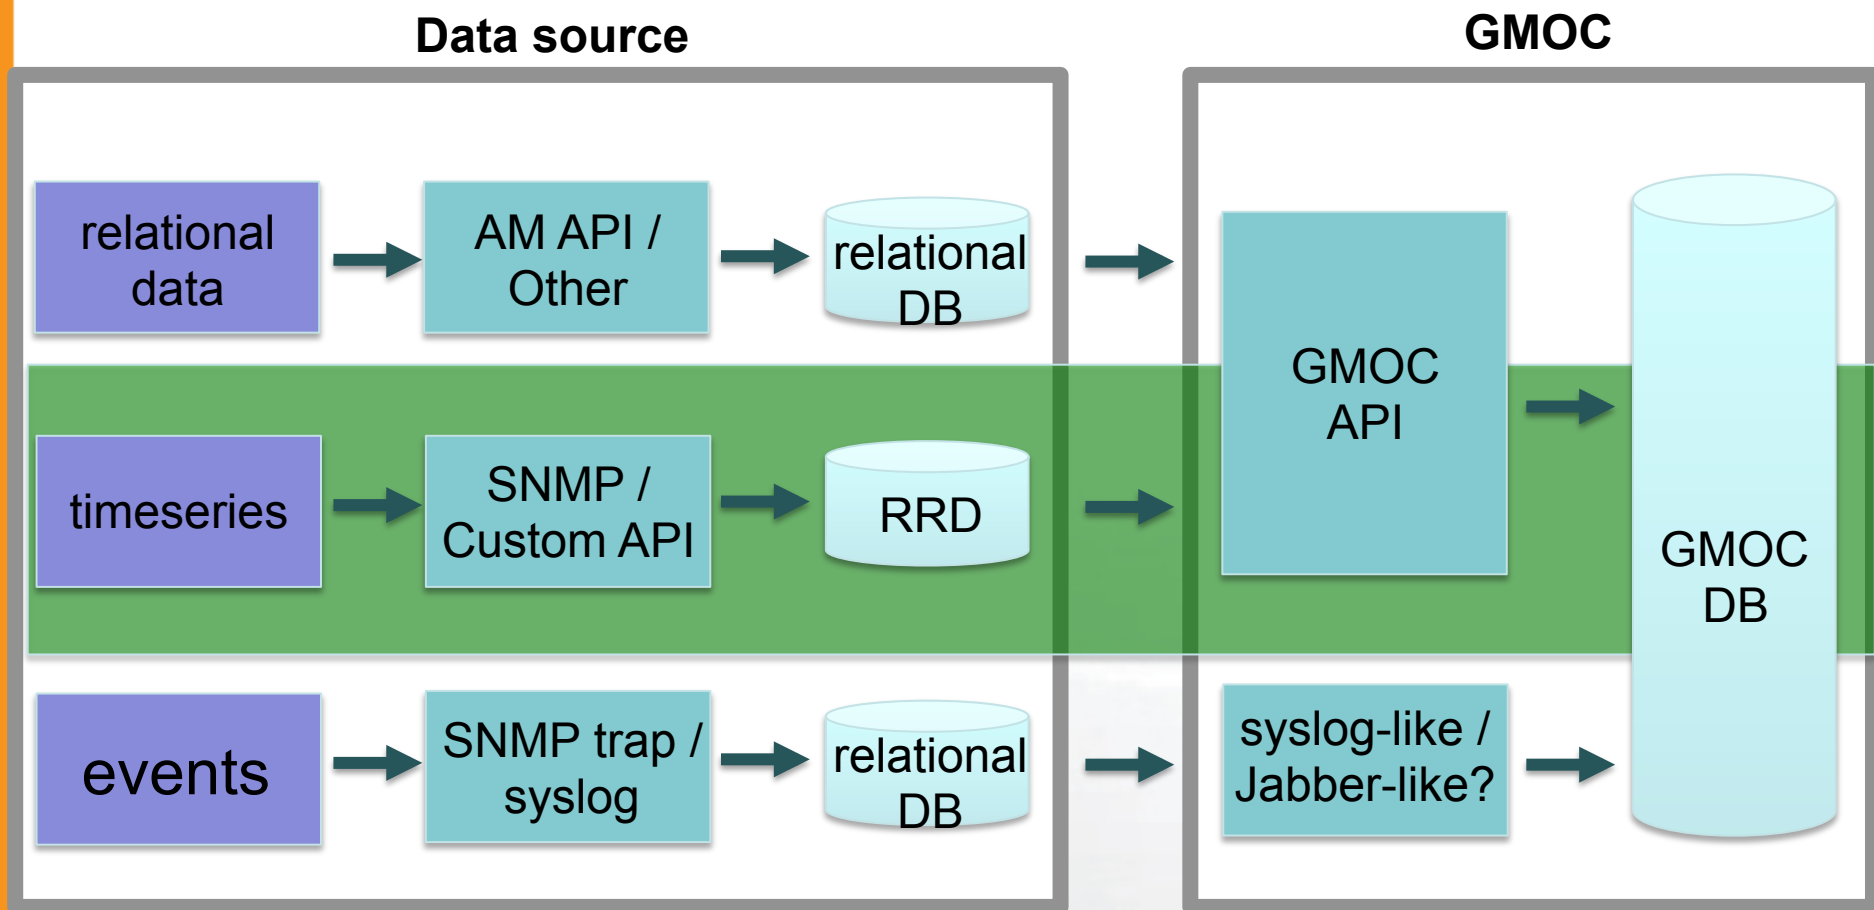 Data source
GMOC
relational
data
AM API /
Other
relational
DB
GMOC
API
timeseries
SNMP /
Custom API
RRD
GMOC
DB
events
SNMP trap /
syslog
relational
DB
syslog-like /
Jabber-like?